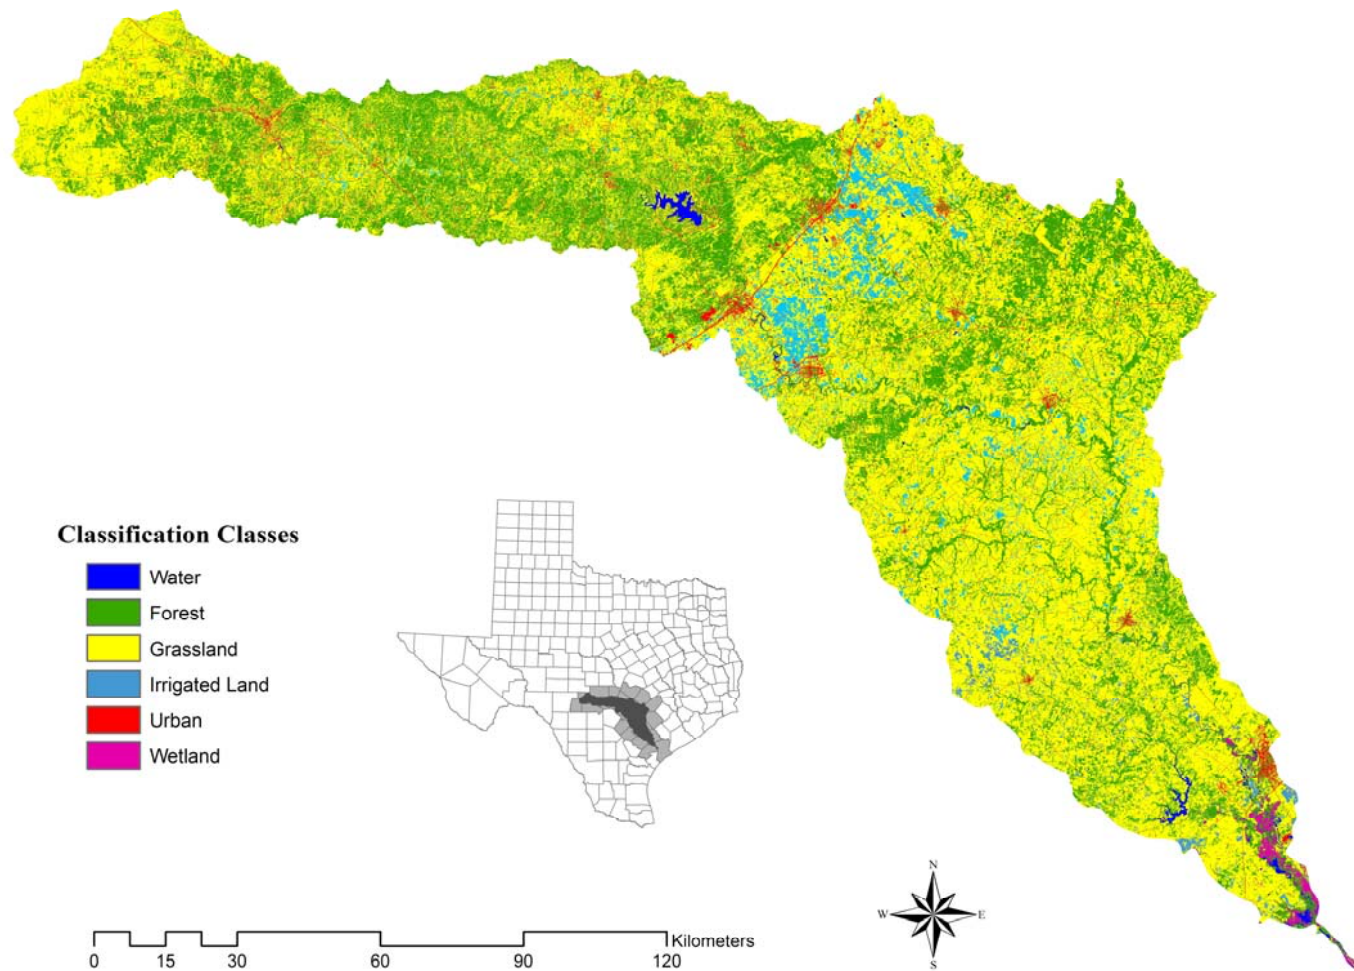 Classification Classes
Water
Forest
Grassland
Irrigated Land
Urban
Wetland
N
W
E
S
Kilometers
0 15 30 60 90 120